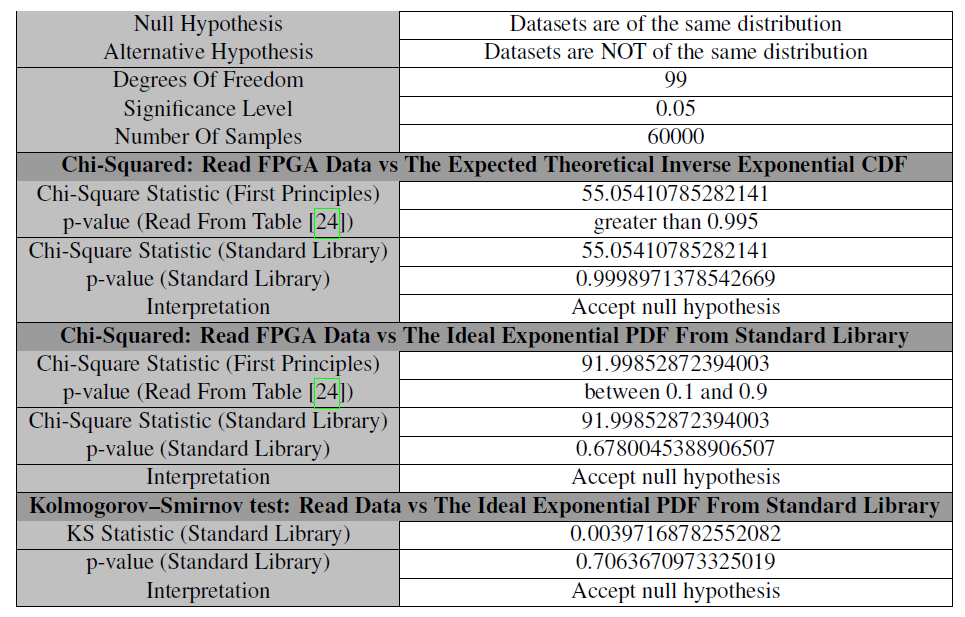 Null Hypothesis Datasets are of the same distribution
Alternative Hypothesis Datasets are NOT of the same distribution
Degrees Of Freedom 99
Significance Level 0.05
Number Of Samples 60000
Chi-Squared: Read FPGA Data vs The Expected Theoretical Inverse Exponential CDF
Chi-Square Statistic (First Principles) 55.05410785282141
p-value (Read From Table [24]) greater than 0.995
Chi-Square Statistic (Standard Library) 55.05410785282141
p-value (Standard Library) 0.9998971378542669
Interpretation Accept null hypothesis
Chi-Squared: Read FPGA Data vs The Ideal Exponential PDF From Standard Library
Chi-Square Statistic (First Principles) 91.99852872394003
p-value (Read From Table [24]) between 0.1 and 0.9
Chi-Square Statistic (Standard Library) 91.99852872394003
p-value (Standard Library) 0.6780045388906507
Interpretation Accept null hypothesis
Kolmogorov–Smirnov test: Read Data vs The Ideal Exponential PDF From Standard Library
KS Statistic (Standard Library) 0.00397168782552082
p-value (Standard Library) 0.7063670973325019
Interpretation Accept null hypothesis